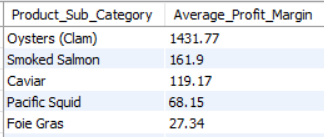 Product_Sub_Category Average_Profit_Margin
Oysters (Clam) 1431.77
Smoked Salmon 161.9
Caviar 119.17
Pacific Squid 68.15
Foie Gras 27.34